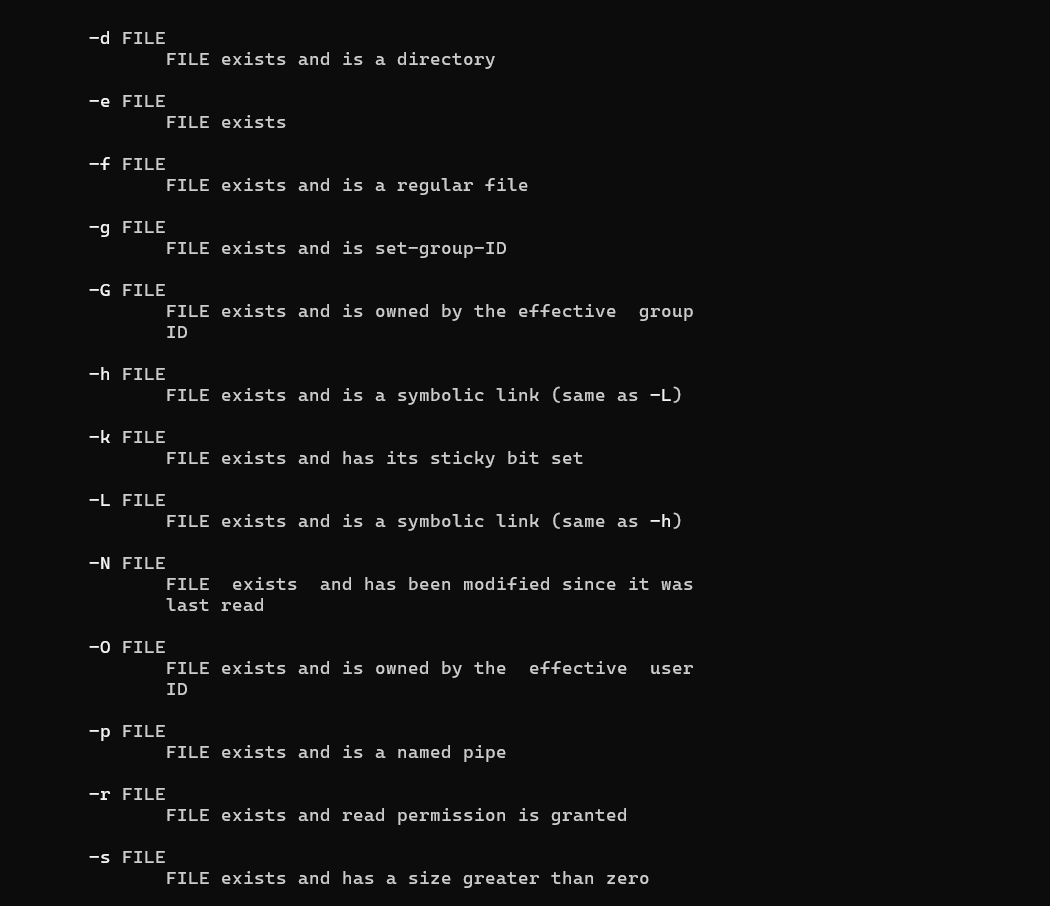 -d FILE
FILE exists and is a directory
-e FILE
FILE exists
-f FILE
FILE exists and is a regular file
-g FILE
FILE exists and is set-group-ID
-G FILE
FILE exists and is owned by the effective  group
ID
-h FILE
FILE exists and is a symbolic link (same as -L)
-k FILE
FILE exists and has its sticky bit set
-L FILE
FILE exists and is a symbolic link (same as -h)
-N FILE
FILE  exists  and has been modified since it was
last read
-O FILE
FILE exists and is owned by the  effective  user
ID
-p FILE
FILE exists and is a named pipe
-r FILE
FILE exists and read permission is granted
-s FILE
FILE exists and has a size greater than zero